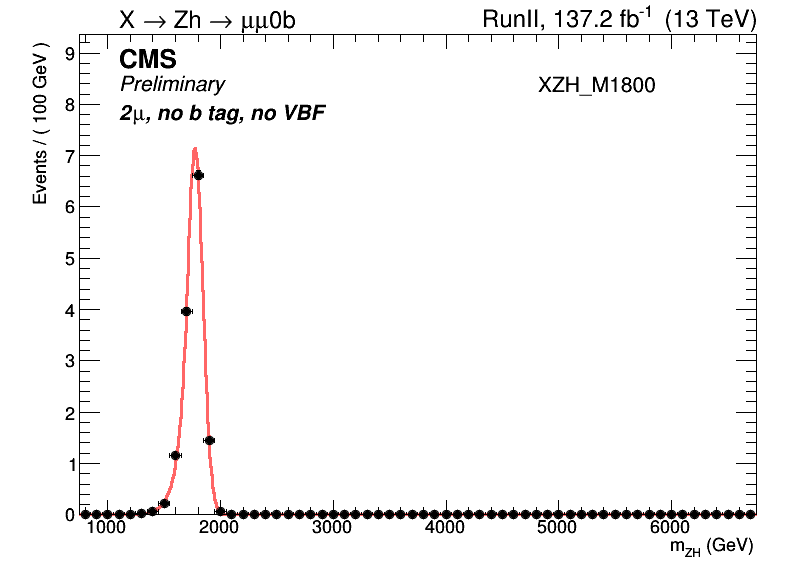 X → Zh → μμ0b
RunII, 137.2 fb⁻¹ (13 TeV)
CMS
Preliminary
2μ, no b tag, no VBF
XZH_M1800
Events / ( 100 GeV )
9
8
7
6
5
4
3
2
1
0
1000 2000 3000 4000 5000 6000
m_ZH (GeV)